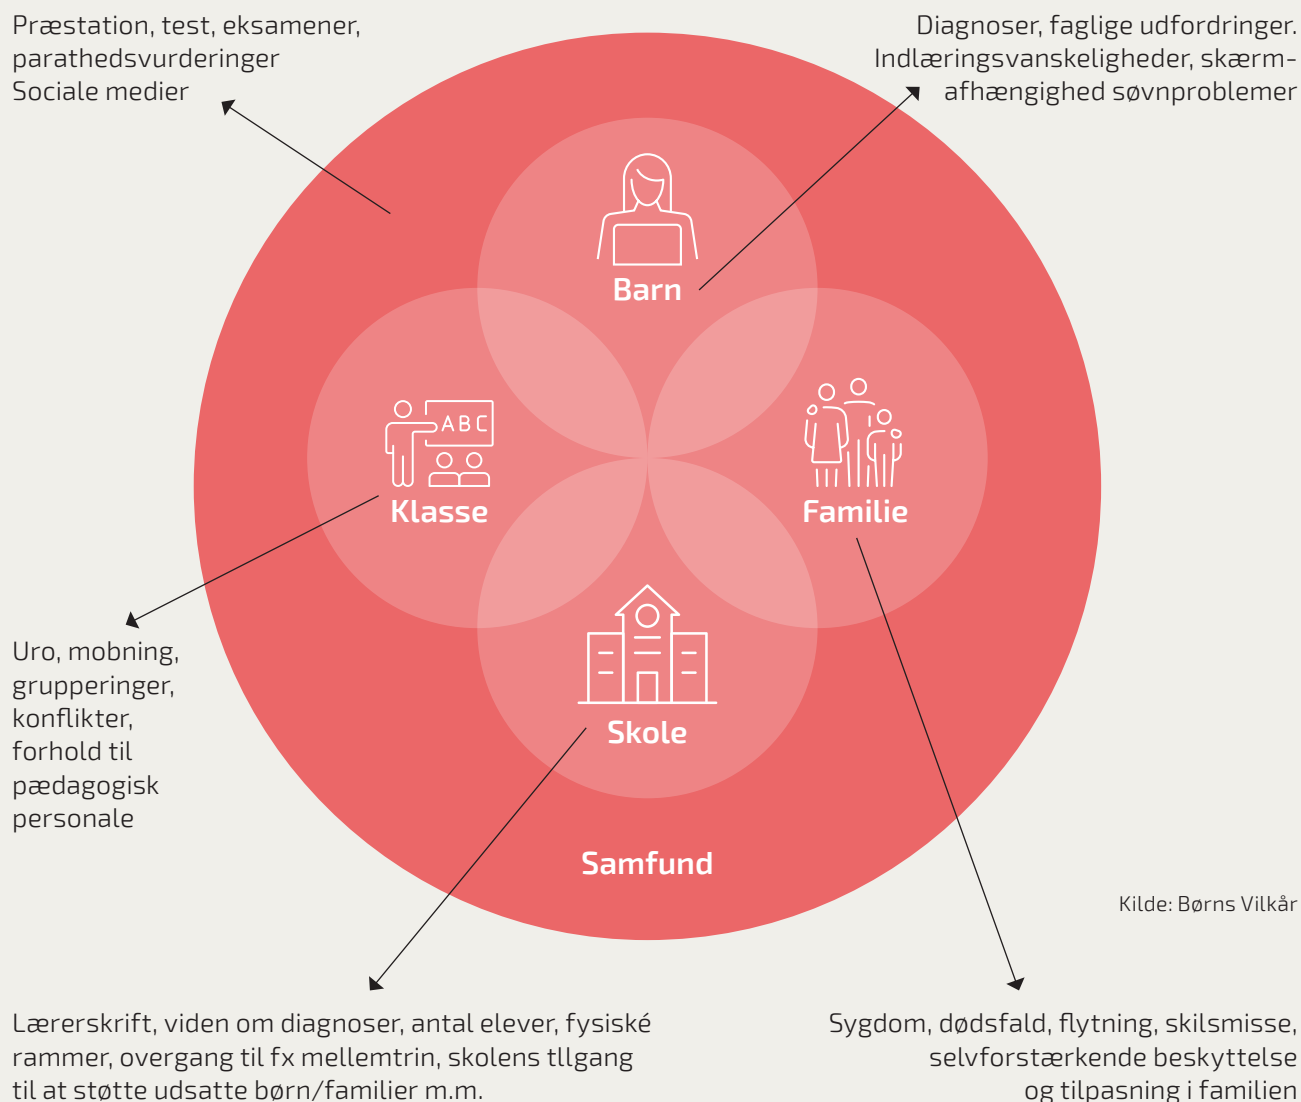 Præstation, test, eksamener,
parathedsvurderinger
Sociale medier
Diagnoser, faglige udfordringer.
Indlæringsvanskeligheder, skærm-
afhængighed søvnproblemer
Barn
ABC
Klasse
Familie
Uro, mobning,
grupperinger,
konflikter,
forhold til
pædagogisk
personale
Skole
Samfund
Kilde: Børns Vilkår
Lærerskrift, viden om diagnoser, antal elever, fysiské
rammer, overgang til fx mellemtrin, skolens tllgang
til at støtte udsatte børn/familier m.m.
Sygdom, dødsfald, flytning, skilsmisse,
selvforstærkende beskyttelse
og tilpasning i familien